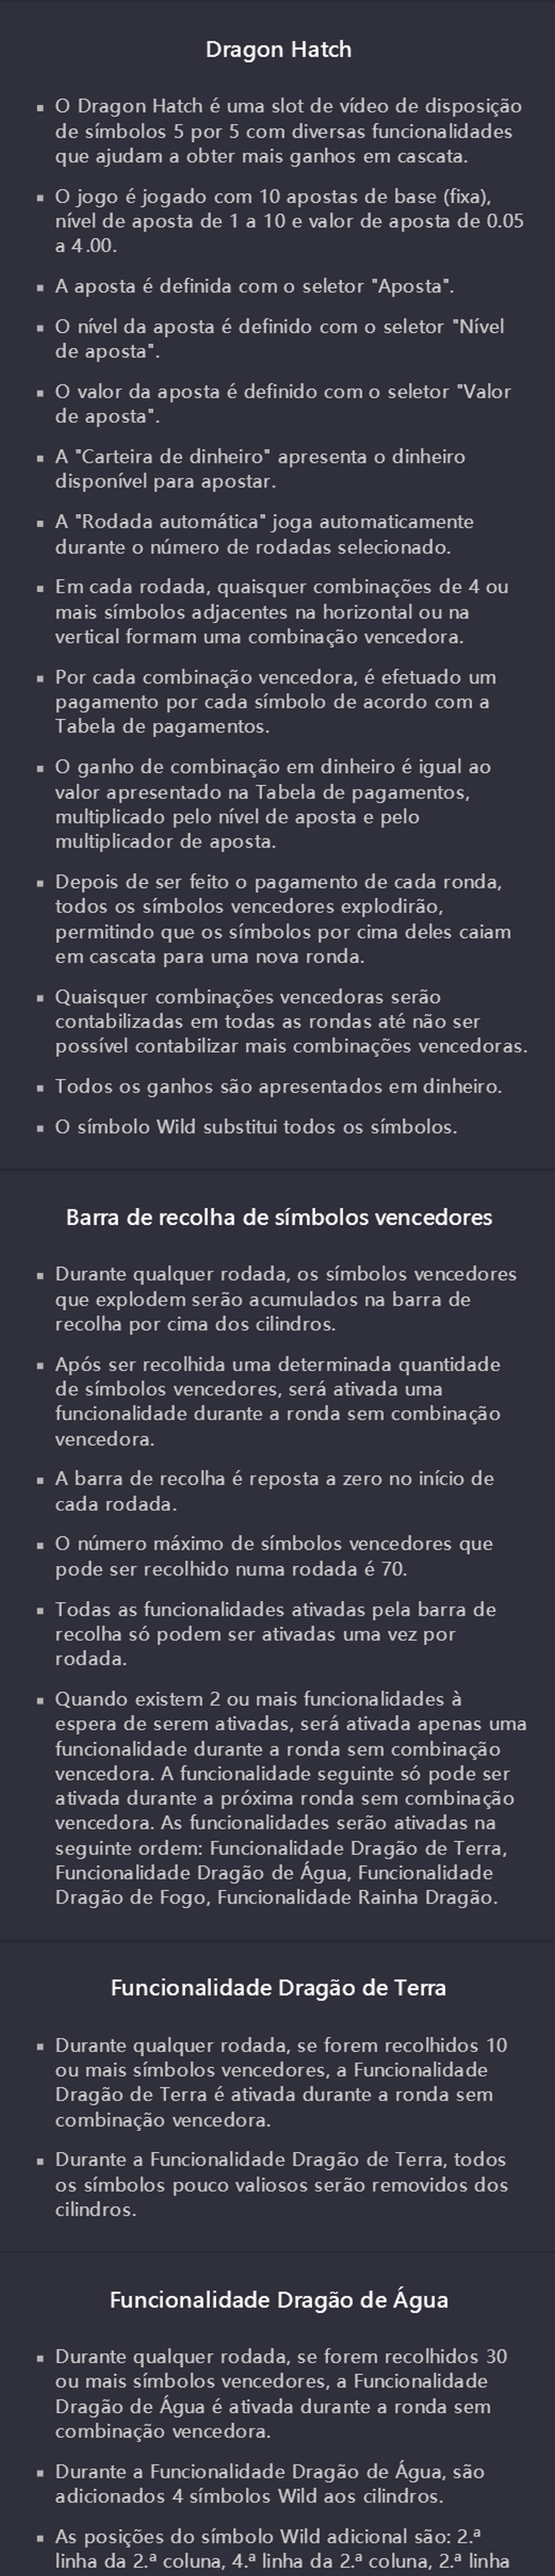 Dragon Hatch
▪ O Dragon Hatch é uma slot de vídeo de disposição
de símbolos 5 por 5 com diversas funcionalidades
que ajudam a obter mais ganhos em cascata.
▪ O jogo é jogado com 10 apostas de base (fixa),
nível de aposta de 1 a 10 e valor de aposta de 0.05
a 4.00.
▪ A aposta é definida com o seletor "Aposta".
▪ O nível da aposta é definido com o seletor "Nível
de aposta".
▪ O valor da aposta é definido com o seletor "Valor
de aposta".
▪ A "Carteira de dinheiro" apresenta o dinheiro
disponível para apostar.
▪ A "Rodada automática" joga automaticamente
durante o número de rodadas selecionado.
▪ Em cada rodada, quaisquer combinações de 4 ou
mais símbolos adjacentes na horizontal ou na
vertical formam uma combinação vencedora.
▪ Por cada combinação vencedora, é efetuado um
pagamento por cada símbolo de acordo com a
Tabela de pagamentos.
▪ O ganho de combinação em dinheiro é igual ao
valor apresentado na Tabela de pagamentos,
multiplicado pelo nível de aposta e pelo
multiplicador de aposta.
▪ Depois de ser feito o pagamento de cada ronda,
todos os símbolos vencedores explodirão,
permitindo que os símbolos por cima deles caiam
em cascata para uma nova ronda.
▪ Quaisquer combinações vencedoras serão
contabilizadas em todas as rondas até não ser
possível contabilizar mais combinações vencedoras.
▪ Todos os ganhos são apresentados em dinheiro.
▪ O símbolo Wild substitui todos os símbolos.
Barra de recolha de símbolos vencedores
▪ Durante qualquer rodada, os símbolos vencedores
que explodem serão acumulados na barra de
recolha por cima dos cilindros.
▪ Após ser recolhida uma determinada quantidade
de símbolos vencedores, será ativada uma
funcionalidade durante a ronda sem combinação
vencedora.
▪ A barra de recolha é reposta a zero no início de
cada rodada.
▪ O número máximo de símbolos vencedores que
pode ser recolhido numa rodada é 70.
▪ Todas as funcionalidades ativadas pela barra de
recolha só podem ser ativadas uma vez por
rodada.
▪ Quando existem 2 ou mais funcionalidades à
espera de serem ativadas, será ativada apenas uma
funcionalidade durante a ronda sem combinação
vencedora. A funcionalidade seguinte só pode ser
ativada durante a próxima ronda sem combinação
vencedora. As funcionalidades serão ativadas na
seguinte ordem: Funcionalidade Dragão de Terra,
Funcionalidade Dragão de Água, Funcionalidade
Dragão de Fogo, Funcionalidade Rainha Dragão.
Funcionalidade Dragão de Terra
▪ Durante qualquer rodada, se forem recolhidos 10
ou mais símbolos vencedores, a Funcionalidade
Dragão de Terra é ativada durante a ronda sem
combinação vencedora.
▪ Durante a Funcionalidade Dragão de Terra, todos
os símbolos pouco valiosos serão removidos dos
cilindros.
Funcionalidade Dragão de Água
▪ Durante qualquer rodada, se forem recolhidos 30
ou mais símbolos vencedores, a Funcionalidade
Dragão de Água é ativada durante a ronda sem
combinação vencedora.
▪ Durante a Funcionalidade Dragão de Água, são
adicionados 4 símbolos Wild aos cilindros.
▪ As posições do símbolo Wild adicional são: 2.ª
linha da 2.ª coluna, 4.ª linha da 2.ª coluna, 2.ª linha